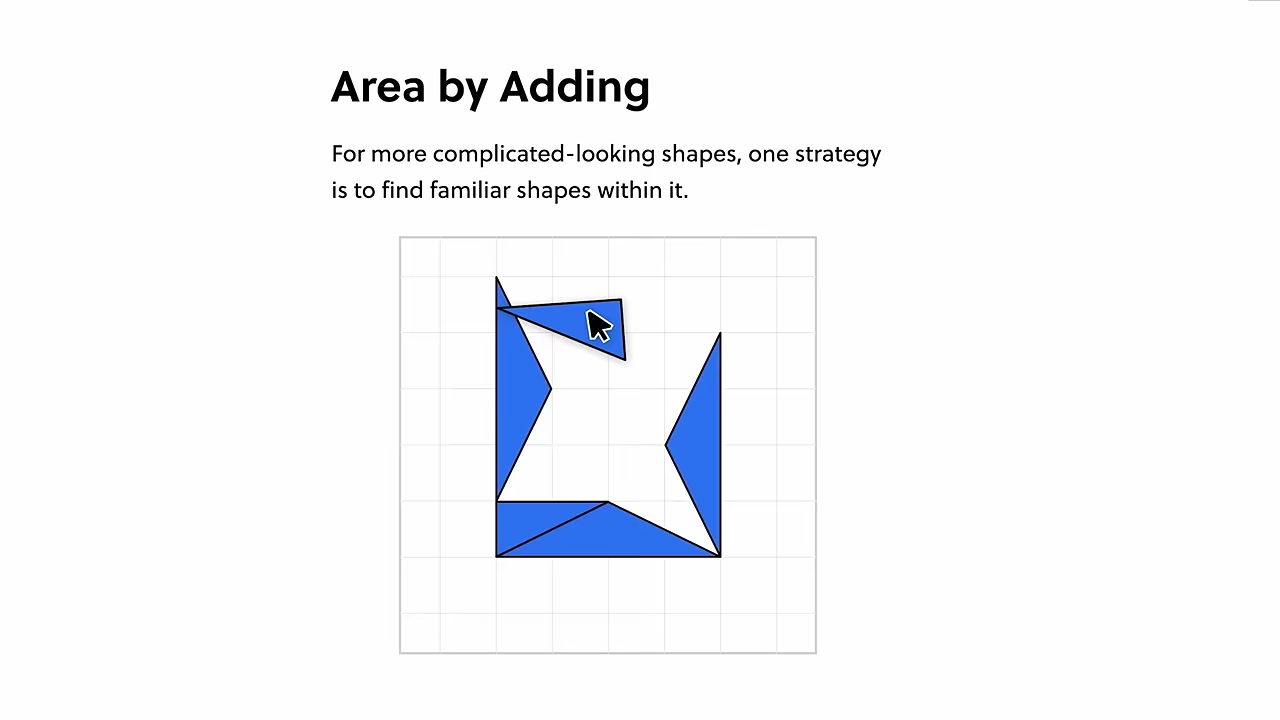 Area by Adding
For more complicated-looking shapes, one strategy
is to find familiar shapes within it.